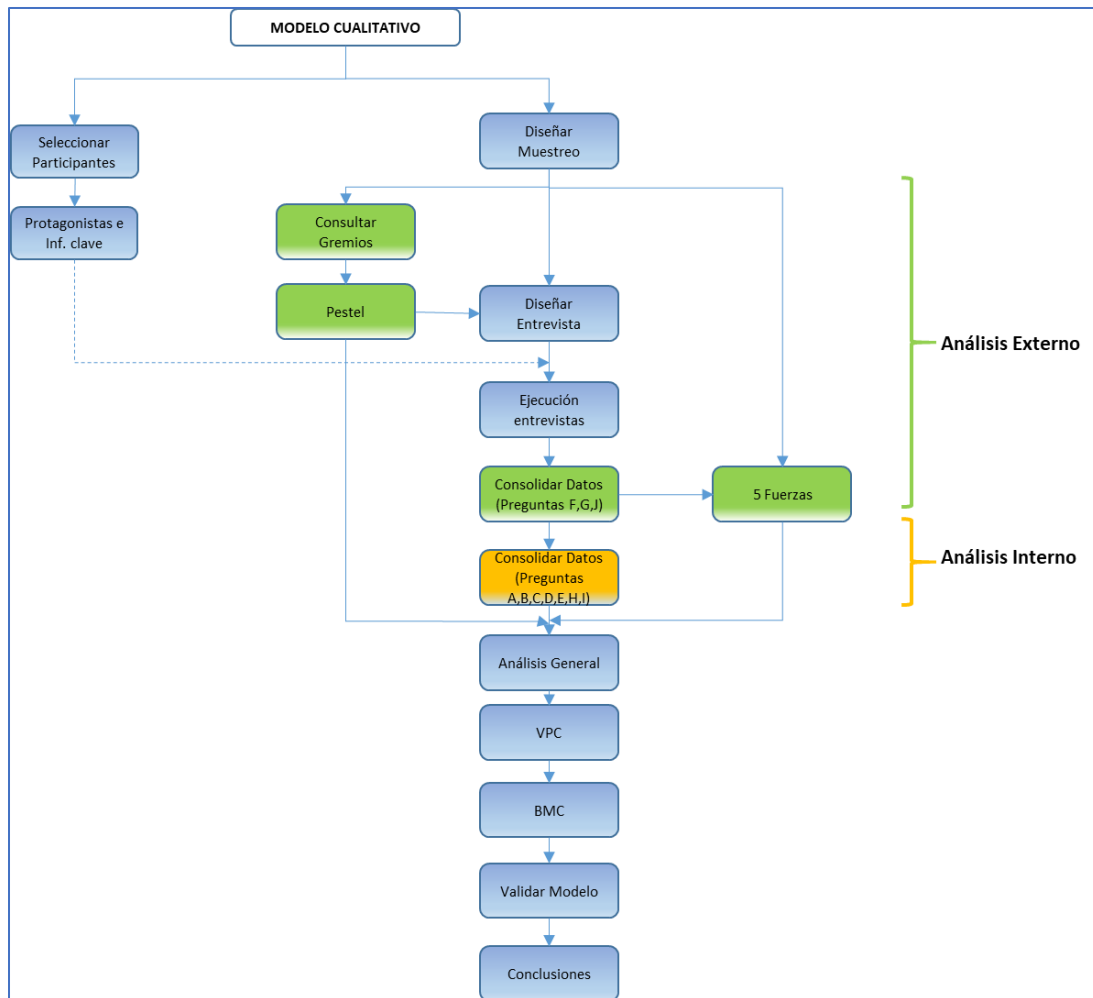 MODELO CUALITATIVO
Seleccionar
Participantes
Diseñar
Muestreo
Protagonistas e
Inf. clave
Consultar
Gremios
Pestel
Diseñar
Entrevista
Análisis Externo
Ejecución
entrevistas
Consolidar Datos
(Preguntas F,G,J)
5 Fuerzas
Consolidar Datos
(Preguntas
A,B,C,D,E,H,I)
Análisis Interno
Análisis General
VPC
BMC
Validar Modelo
Conclusiones